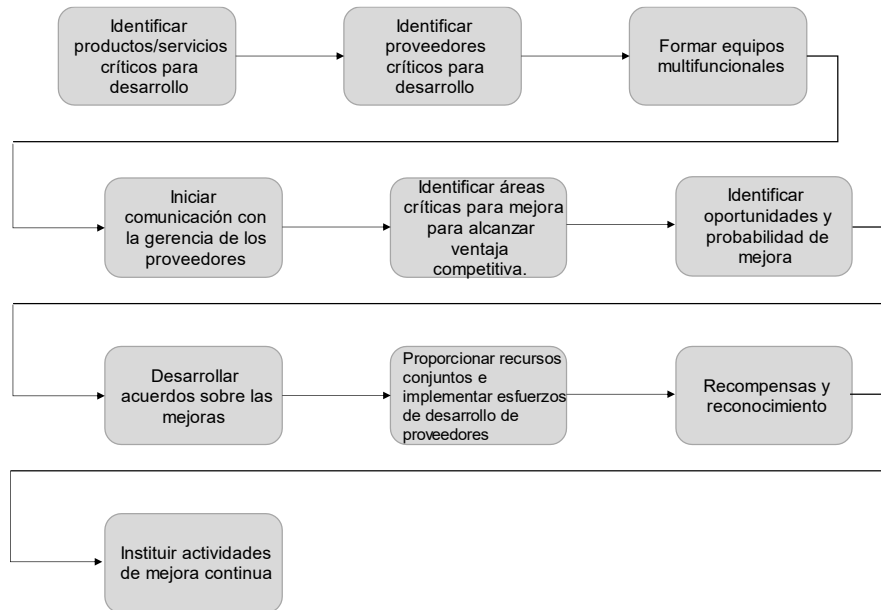 Identificar
productos/servicios
críticos para
desarrollo
Identificar
proveedores
críticos para
desarrollo
Formar equipos
multifuncionales
Iniciar
comunicación con
la gerencia de los
proveedores
Identificar áreas
críticas para mejora
para alcanzar
ventaja
competitiva.
Identificar
oportunidades y
probabilidad de
mejora
Desarrollar
acuerdos sobre las
mejoras
Proporcionar recursos
conjuntos e
implementar esfuerzos
de desarrollo de
proveedores
Recompensas y
reconocimiento
Instituir actividades
de mejora continua